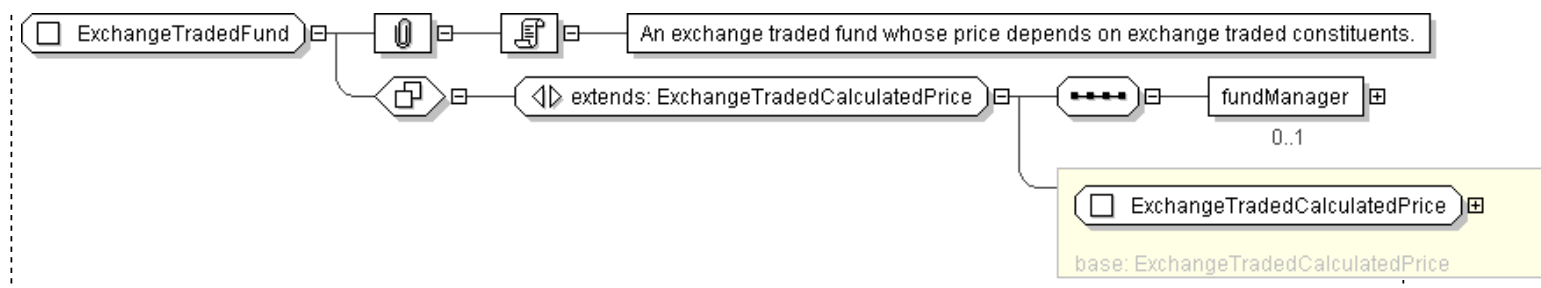 ExchangeTradedFund
An exchange traded fund whose price depends on exchange traded constituents.
extends: ExchangeTradedCalculatedPrice
fundManager
0..1
ExchangeTradedCalculatedPrice
base: ExchangeTradedCalculatedPrice